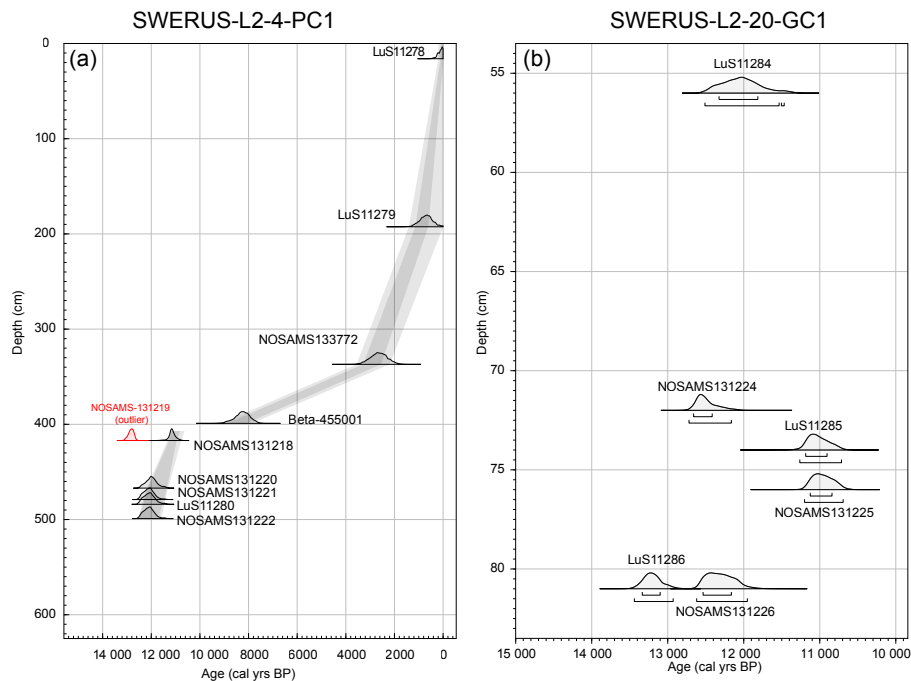 SWERUS-L2-4-PC1
SWERUS-L2-20-GC1
(a)
LuS11278
LuS11279
NOSAMS133772
Beta-455001
NOSAMS-131219
(outlier)
NOSAMS131218
NOSAMS131220
NOSAMS131221
LuS11280
NOSAMS131222
0
100
200
300
400
500
600
Depth (cm)
14 000
12 000
10 000
8000
6000
4000
2000
0
Age (cal yrs BP)
(b)
LuS11284
NOSAMS131224
LuS11285
NOSAMS131225
LuS11286
NOSAMS131226
55
60
65
70
75
80
Depth (cm)
15 000
13 000
12 000
11 000
10 000
Age (cal yrs BP)